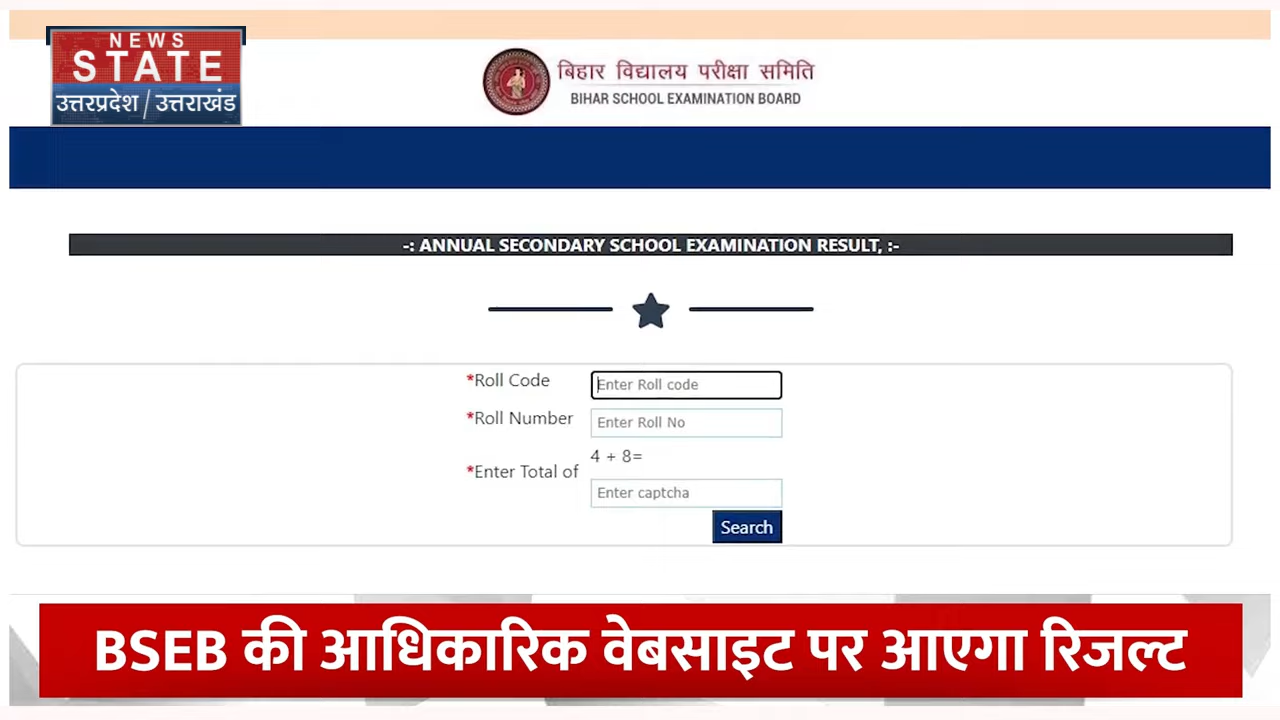 NEWS
STATE
उत्तरप्रदेश / उत्तराखंड
बिहार विद्यालय परीक्षा समिति
BIHAR SCHOOL EXAMINATION BOARD
-: ANNUAL SECONDARY SCHOOL EXAMINATION RESULT, :-
*Roll Code
Enter Roll code
*Roll Number
Enter Roll No
4 + 8=
*Enter Total of
Enter captcha
Search
BSEB की आधिकारिक वेबसाइट पर आएगा रिजल्ट